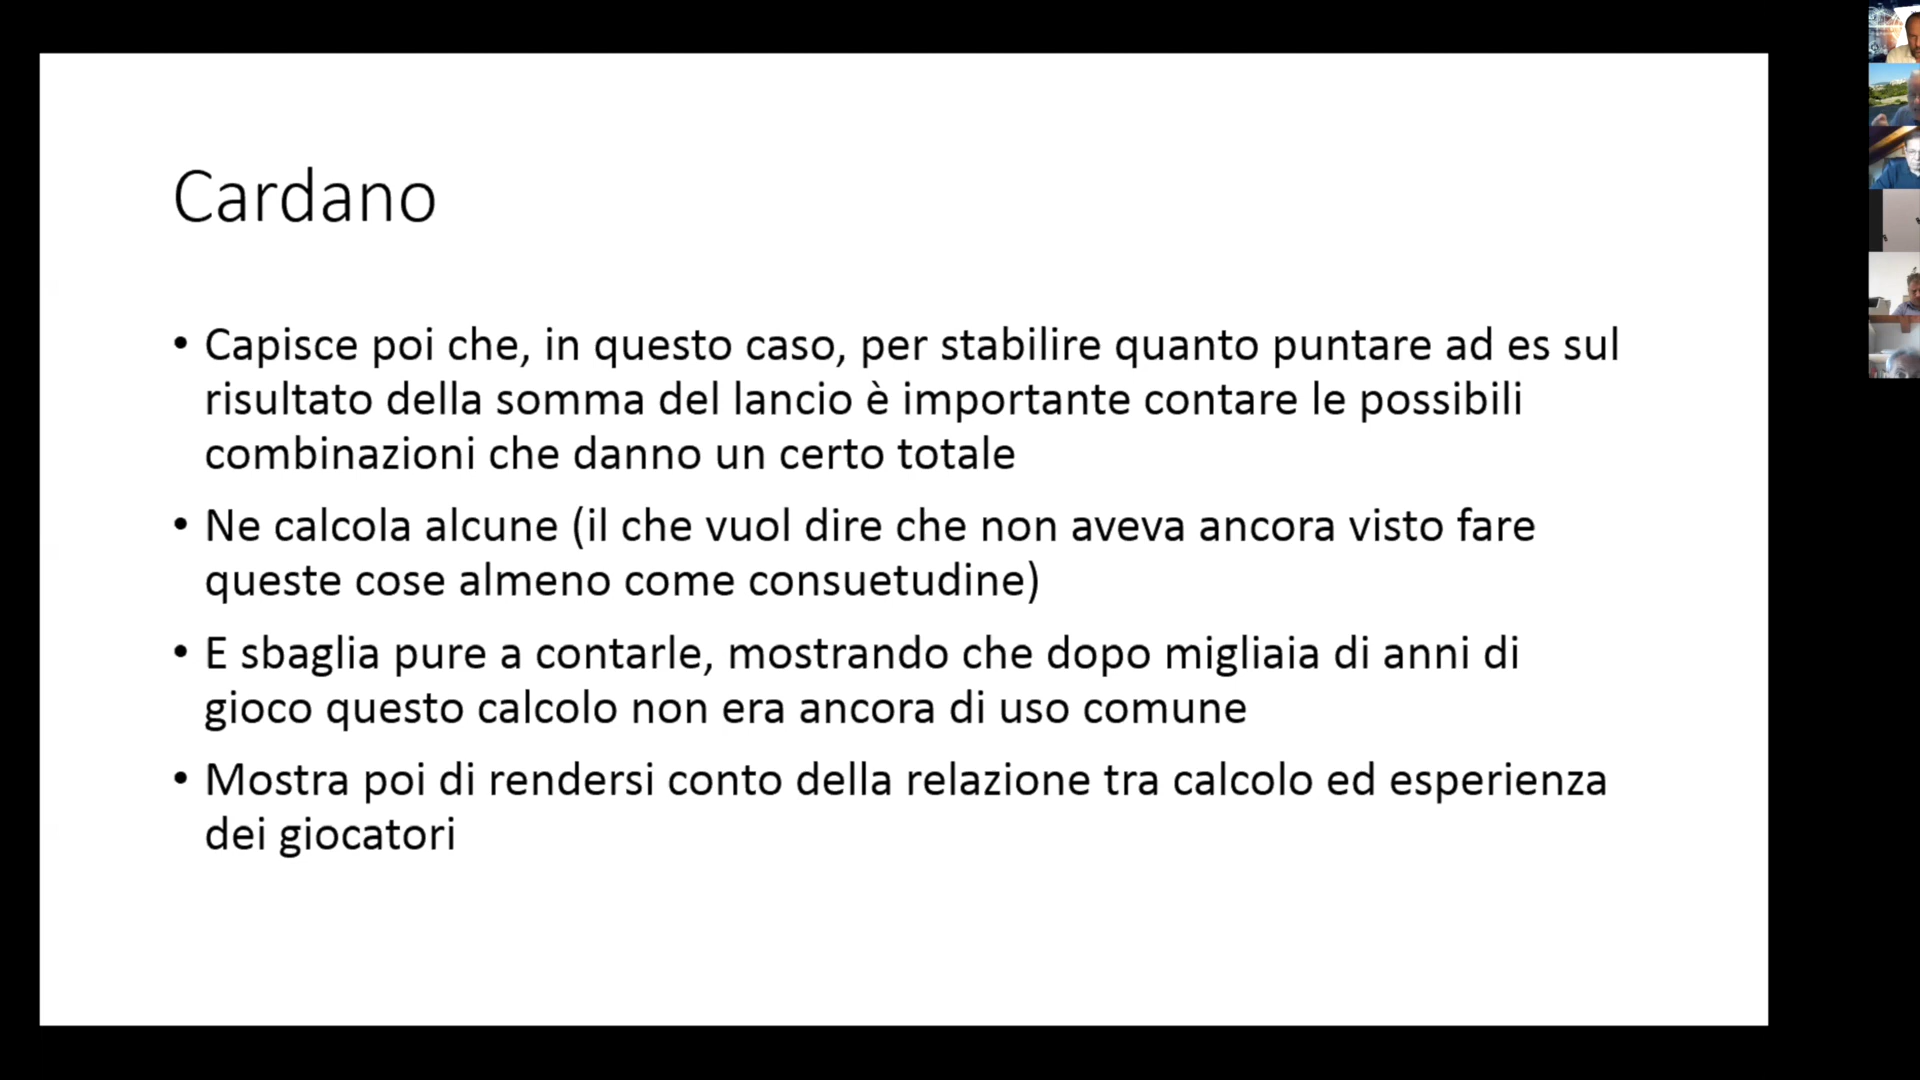 Cardano
• Capisce poi che, in questo caso, per stabilire quanto puntare ad es sul
risultato della somma del lancio è importante contare le possibili
combinazioni che danno un certo totale
• Ne calcola alcune (il che vuol dire che non aveva ancora visto fare
queste cose almeno come consuetudine)
• E sbaglia pure a contarle, mostrando che dopo migliaia di anni di
gioco questo calcolo non era ancora di uso comune
• Mostra poi di rendersi conto della relazione tra calcolo ed esperienza
dei giocatori